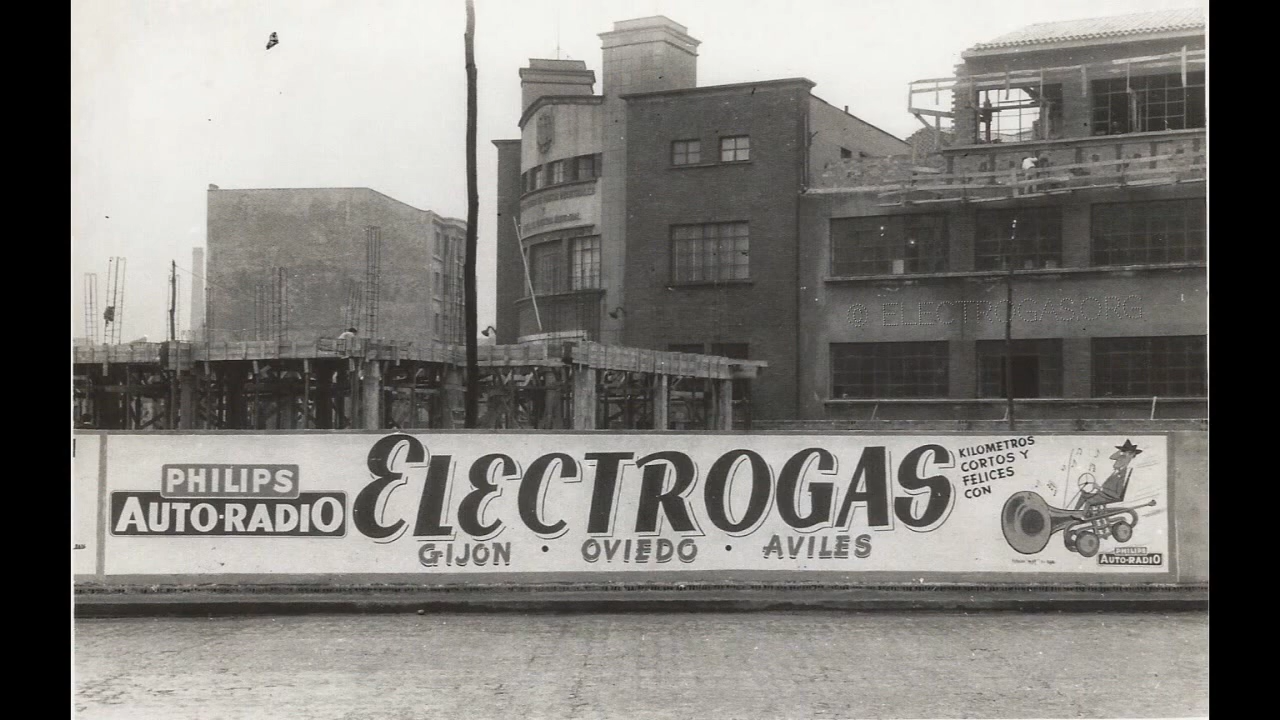 © ELECTROGAS.ORG
PHILIPS
AUTO-RADIO
ELECTROGAS
GIJON · OVIEDO · AVILES
KILOMETROS
CORTOS Y
FELICES
CON
PHILIPS
AUTO-RADIO